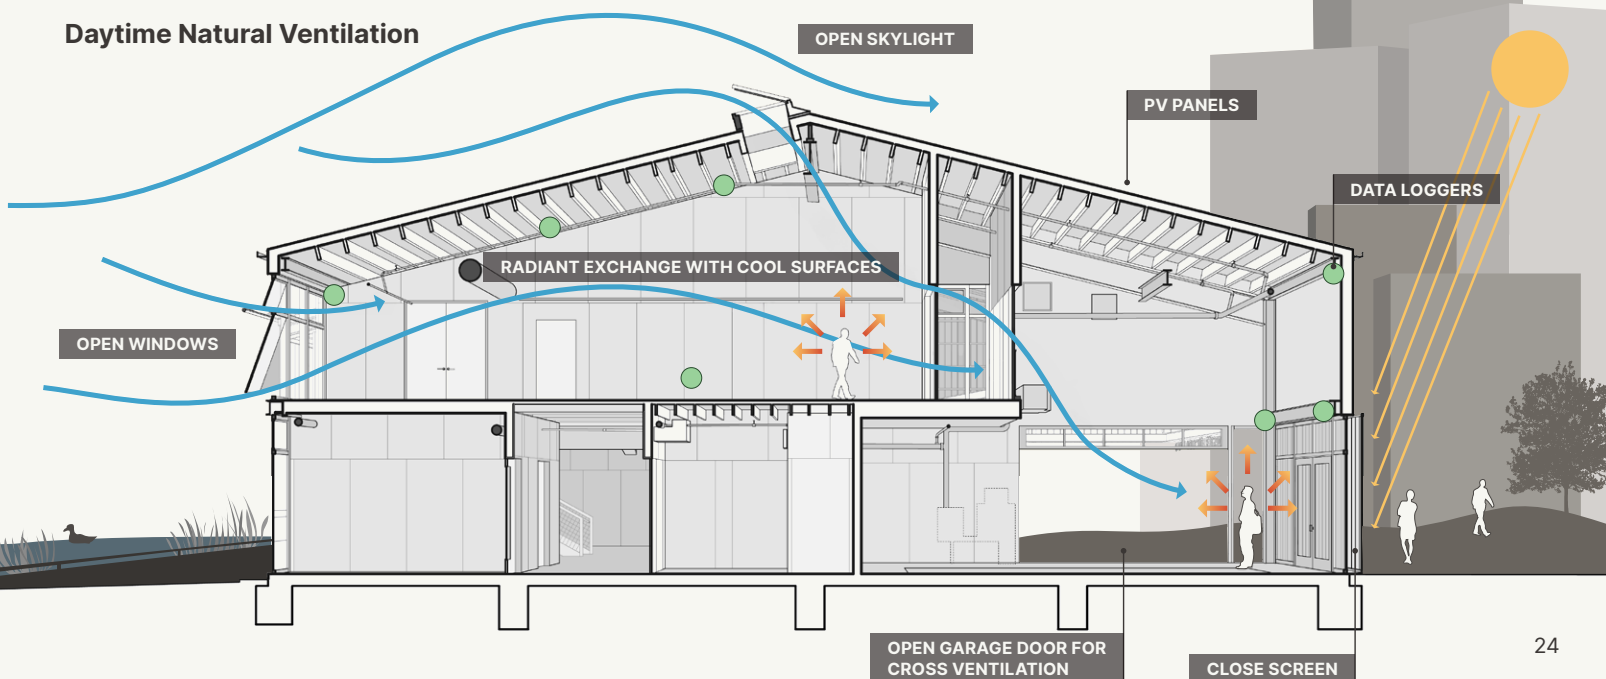 Daytime Natural Ventilation
OPEN SKYLIGHT
PV PANELS
DATA LOGGERS
RADIANT EXCHANGE WITH COOL SURFACES
OPEN WINDOWS
OPEN GARAGE DOOR FOR
CROSS VENTILATION
CLOSE SCREEN
24